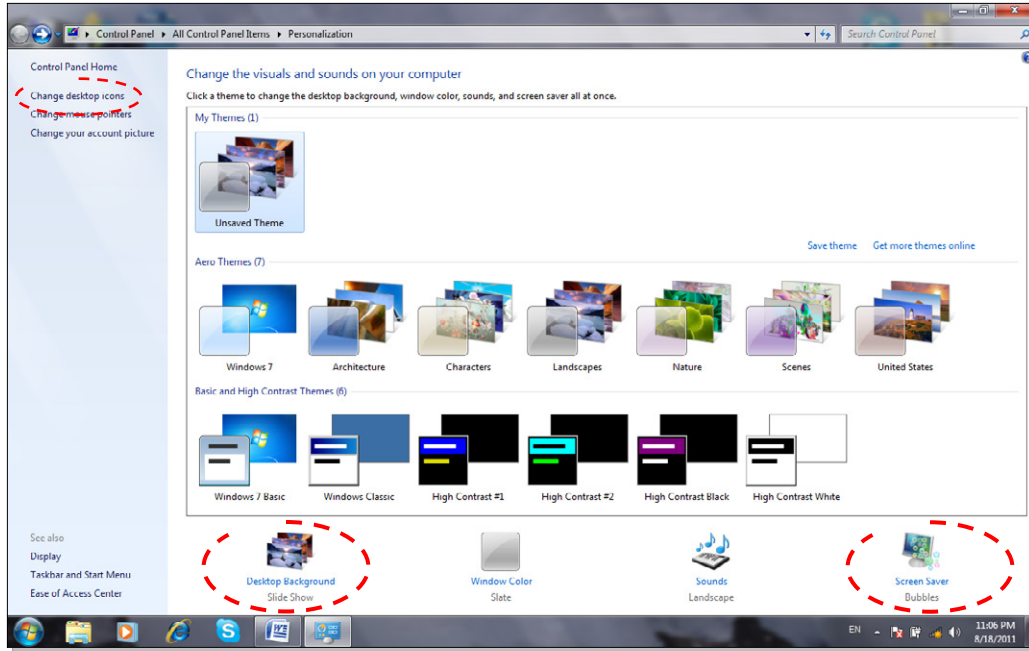 Control Panel ▸ All Control Panel Items ▸ Personalization
Search Control Panel
Control Panel Home
Change desktop icons
Change mouse pointers
Change your account picture
Change the visuals and sounds on your computer
Click a theme to change the desktop background, window color, sounds, and screen saver all at once.
My Themes (1)
Unsaved Theme
Save theme Get more themes online
Aero Themes (7)
Windows 7 Architecture Characters Landscapes Nature Scenes United States
Basic and High Contrast Themes (6)
Windows 7 Basic Windows Classic High Contrast #1 High Contrast #2 High Contrast Black High Contrast White
See also
Display
Taskbar and Start Menu
Ease of Access Center
Desktop Background
Slide Show
Window Color
Slate
Sounds
Landscape
Screen Saver
Bubbles
EN
11:06 PM
8/18/2011